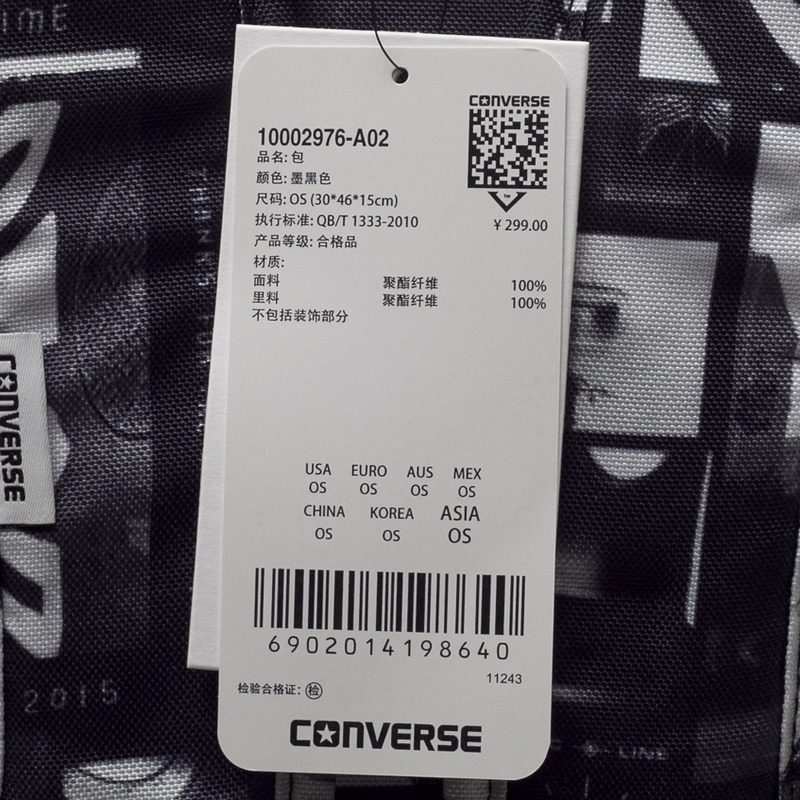 IME
CONVERSE
10002976-A02
品名: 包
颜色: 墨黑色
尺码: OS (30*46*15cm)
执行标准: QB/T 1333-2010
¥ 299.00
产品等级: 合格品
材质:
面料 聚酯纤维 100%
里料 聚酯纤维 100%
不包括装饰部分
CONVERSE
USA EURO AUS MEX
OS OS OS OS
CHINA KOREA ASIA
OS OS OS
6902014198640
11243
检验合格证: 检
CONVERSE
2015
LINE